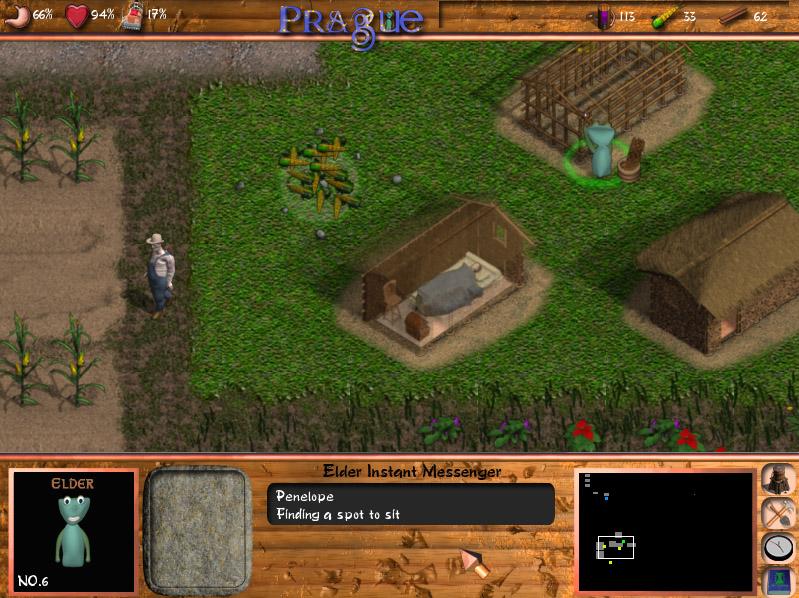 66% 94% 17% Prague 113 33 62
Elder Instant Messenger
ELDER
Penelope
Finding a spot to sit
NO.6